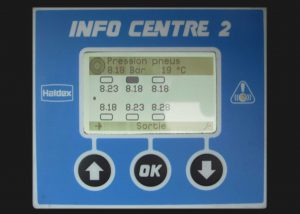 INFO CENTRE 2
Pression pneus
8.18 Bar 19 °C
8.23 8.18 8.18
8.18 8.23 8.28
Sortie
Haldex
OK